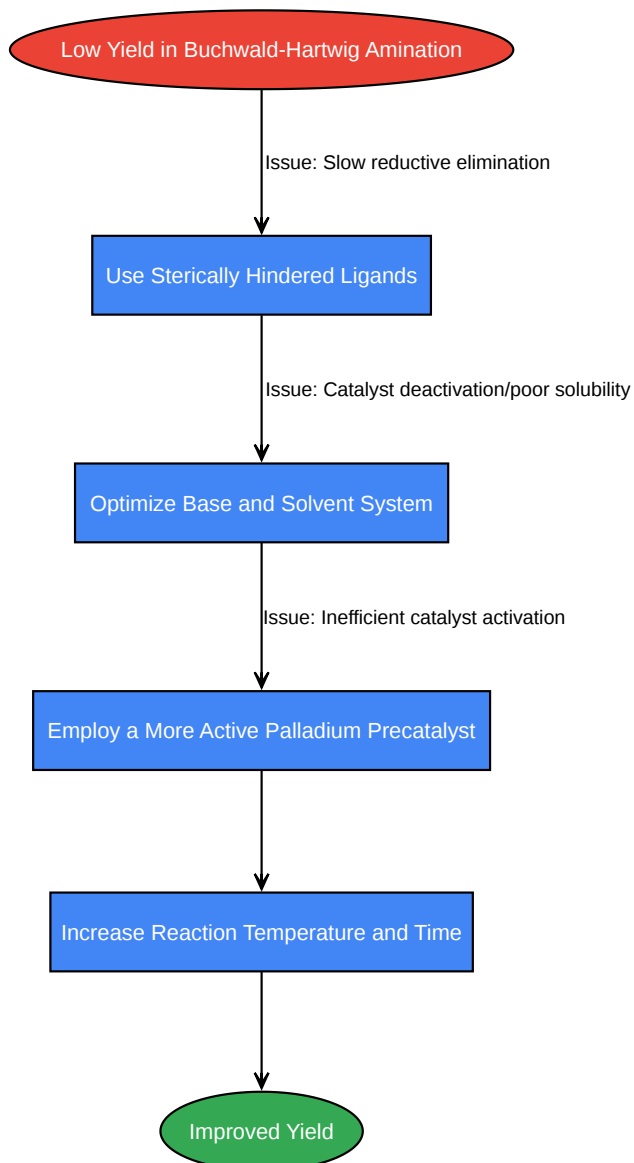 Low Yield in Buchwald-Hartwig Amination
Issue: Slow reductive elimination
Use Sterically Hindered Ligands
Issue: Catalyst deactivation/poor solubility
Optimize Base and Solvent System
Issue: Inefficient catalyst activation
Employ a More Active Palladium Precatalyst
Increase Reaction Temperature and Time
Improved Yield